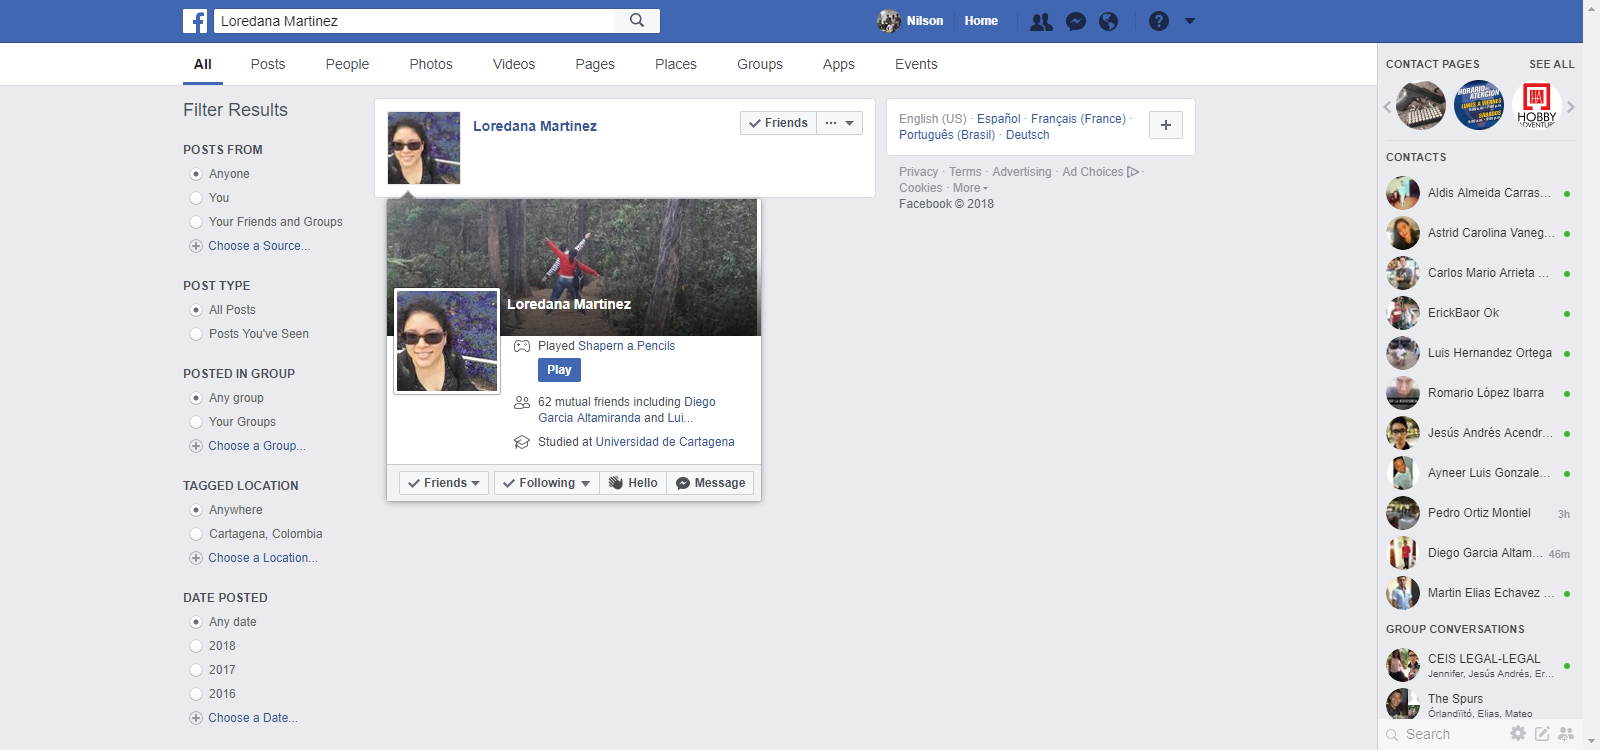 Loredana Martinez
Nilson
Home
All
Posts
People
Photos
Videos
Pages
Places
Groups
Apps
Events
Filter Results
POSTS FROM
Anyone
You
Your Friends and Groups
Choose a Source...
POST TYPE
All Posts
Posts You've Seen
POSTED IN GROUP
Any group
Your Groups
Choose a Group...
TAGGED LOCATION
Anywhere
Cartagena, Colombia
Choose a Location...
DATE POSTED
Any date
2018
2017
2016
Choose a Date...
Loredana Martinez
Friends
Loredana Martinez
Played Shapern a.Pencils
Play
62 mutual friends including Diego
Garcia Altamiranda and Lui...
Studied at Universidad de Cartagena
Friends
Following
Hello
Message
English (US) · Español · Français (France) ·
Português (Brasil) · Deutsch
Privacy · Terms · Advertising · Ad Choices ·
Cookies · More
Facebook © 2018
CONTACT PAGES
SEE ALL
HORARIO DE
ATENCIÓN
LUNES A VIERNES
SÁBADOS
HOBBY
ADVENTURE
CONTACTS
Aldis Almeida Carras...
Astrid Carolina Vaneg...
Carlos Mario Arrieta ...
ErickBaor Ok
Luis Hernandez Ortega
Romario López Ibarra
Jesús Andrés Acendr...
Ayneer Luis Gonzale...
Pedro Ortiz Montiel 3h
Diego Garcia Altam... 46m
Martin Elias Echavez ...
GROUP CONVERSATIONS
CEIS LEGAL-LEGAL
Jennifer, Jesús Andrés, Er...
The Spurs
Órlandïïtó, Elias, Mateo
Search